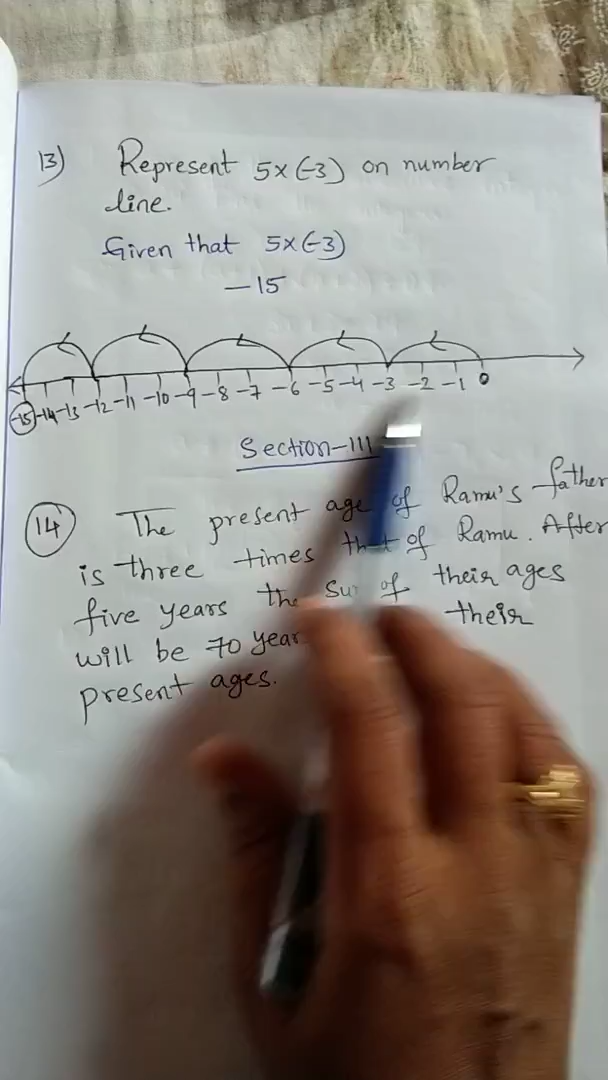 13) Represent 5×(-3) on number
line.
Given that 5×(-3)
-15
-15 -14 -13 -12 -11 -10 -9 -8 -7 -6 -5 -4 -3 -2 -1 0
Section-III
14 The present age of Ramu's father
is three times that of Ramu. After
five years the of their ages
will be 70 their
present ages.